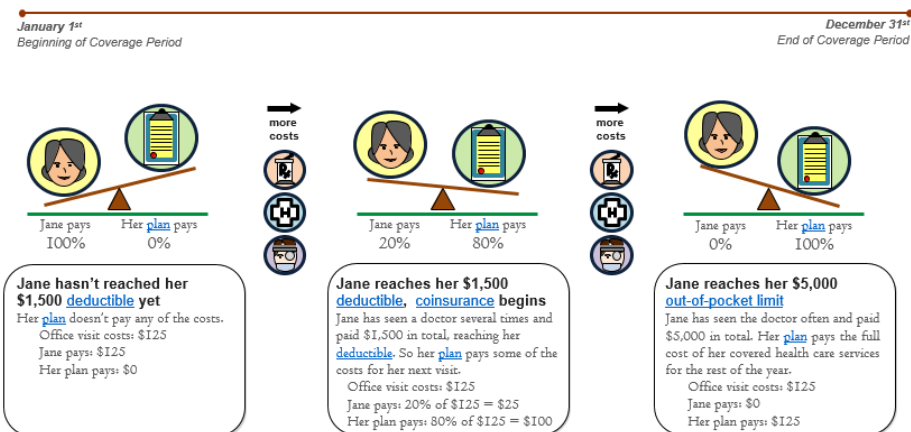 January 1st
Beginning of Coverage Period
December 31st
End of Coverage Period
more
costs
more
costs
Jane pays
100%
Her plan pays
0%
Jane pays
20%
Her plan pays
80%
Jane pays
0%
Her plan pays
100%
Jane hasn't reached her
$1,500 deductible yet
Her plan doesn't pay any of the costs.
Office visit costs: $125
Jane pays: $125
Her plan pays: $0
Jane reaches her $1,500
deductible, coinsurance begins
Jane has seen a doctor several times and
paid $1,500 in total, reaching her
deductible. So her plan pays some of the
costs for her next visit.
Office visit costs: $125
Jane pays: 20% of $125 = $25
Her plan pays: 80% of $125 = $100
Jane reaches her $5,000
out-of-pocket limit
Jane has seen the doctor often and paid
$5,000 in total. Her plan pays the full
cost of her covered health care services
for the rest of the year.
Office visit costs: $125
Jane pays: $0
Her plan pays: $125